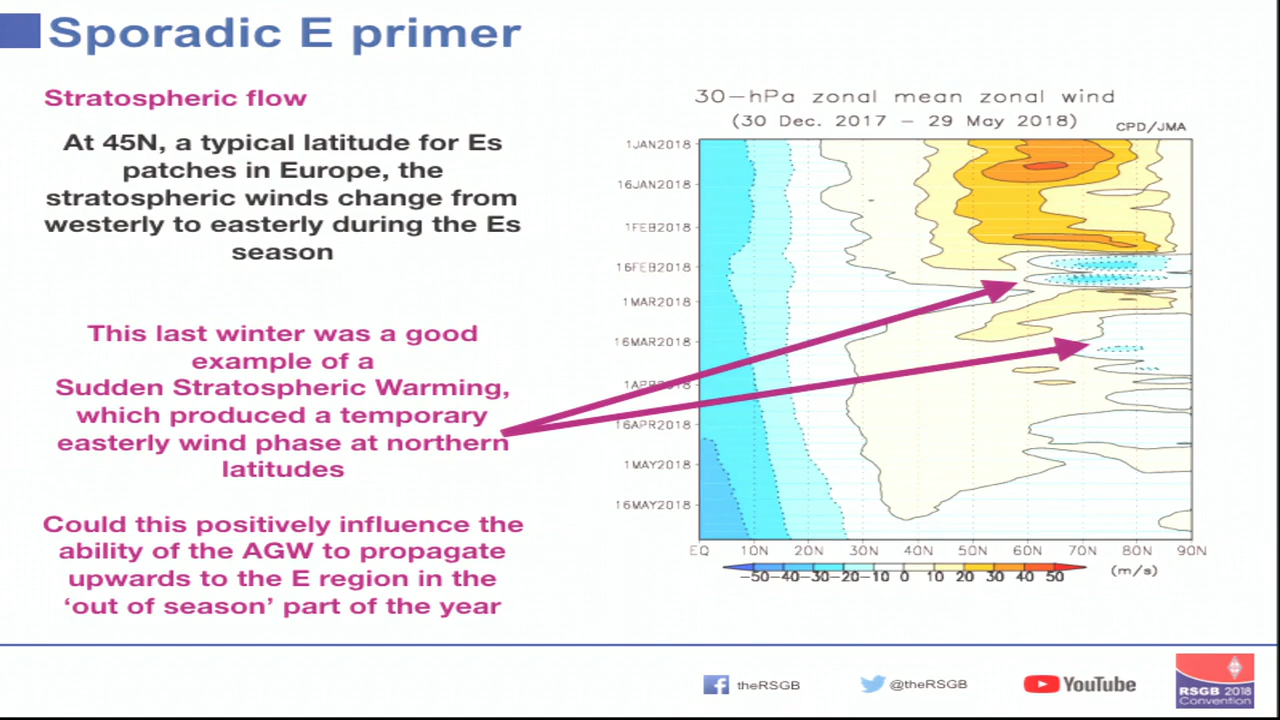 Sporadic E primer
Stratospheric flow
At 45N, a typical latitude for Es
patches in Europe, the
stratospheric winds change from
westerly to easterly during the Es
season
This last winter was a good
example of a
Sudden Stratospheric Warming,
which produced a temporary
easterly wind phase at northern
latitudes
Could this positively influence the
ability of the AGW to propagate
upwards to the E region in the
‘out of season’ part of the year
30-hPa zonal mean zonal wind
(30 Dec. 2017 - 29 May 2018)
CPD/JMA
1JAN2018
16JAN2018
1FEB2018
16FEB2018
1MAR2018
16MAR2018
1APR2018
16APR2018
1MAY2018
16MAY2018
EQ 10N 20N 30N 40N 50N 60N 70N 80N 90N
-50 -40 -30 -20 -10 0 10 20 30 40 50
(m/s)
theRSGB
@theRSGB
YouTube
RSGB 2018
Convention